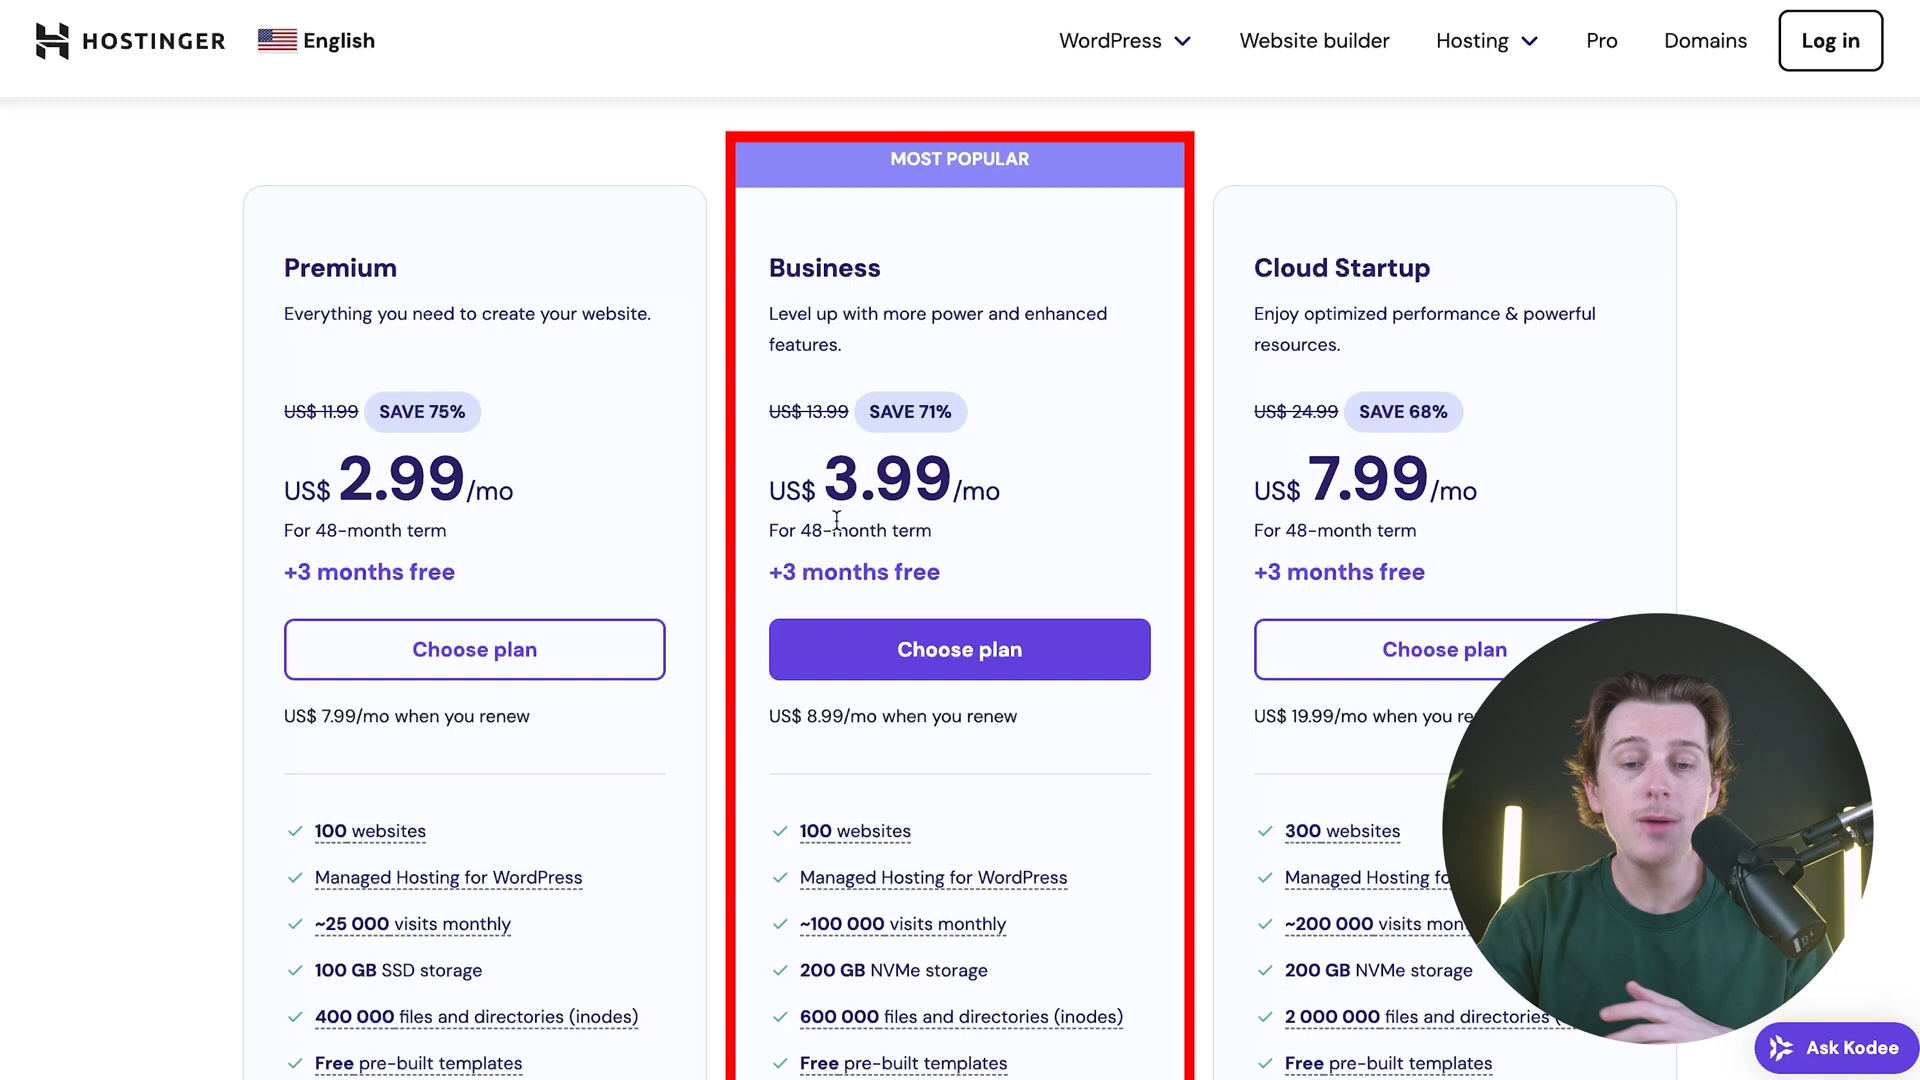 HOSTINGER
English
WordPress
Website builder
Hosting
Pro
Domains
Log in
MOST POPULAR
Premium
Everything you need to create your website.
US$ 11.99
SAVE 75%
US$ 2.99/mo
For 48-month term
+3 months free
Choose plan
US$ 7.99/mo when you renew
100 websites
Managed Hosting for WordPress
~25 000 visits monthly
100 GB SSD storage
400 000 files and directories (inodes)
Free pre-built templates
Business
Level up with more power and enhanced
features.
US$ 13.99
SAVE 71%
US$ 3.99/mo
For 48-month term
+3 months free
Choose plan
US$ 8.99/mo when you renew
100 websites
Managed Hosting for WordPress
~100 000 visits monthly
200 GB NVMe storage
600 000 files and directories (inodes)
Free pre-built templates
Cloud Startup
Enjoy optimized performance & powerful
resources.
US$ 24.99
SAVE 68%
US$ 7.99/mo
For 48-month term
+3 months free
Choose plan
US$ 19.99/mo when you
300 websites
Managed Hosting
~200 000 visits
200 GB NVMe storage
2 000 000 files and directories
Free pre-built templates
Ask Kodee